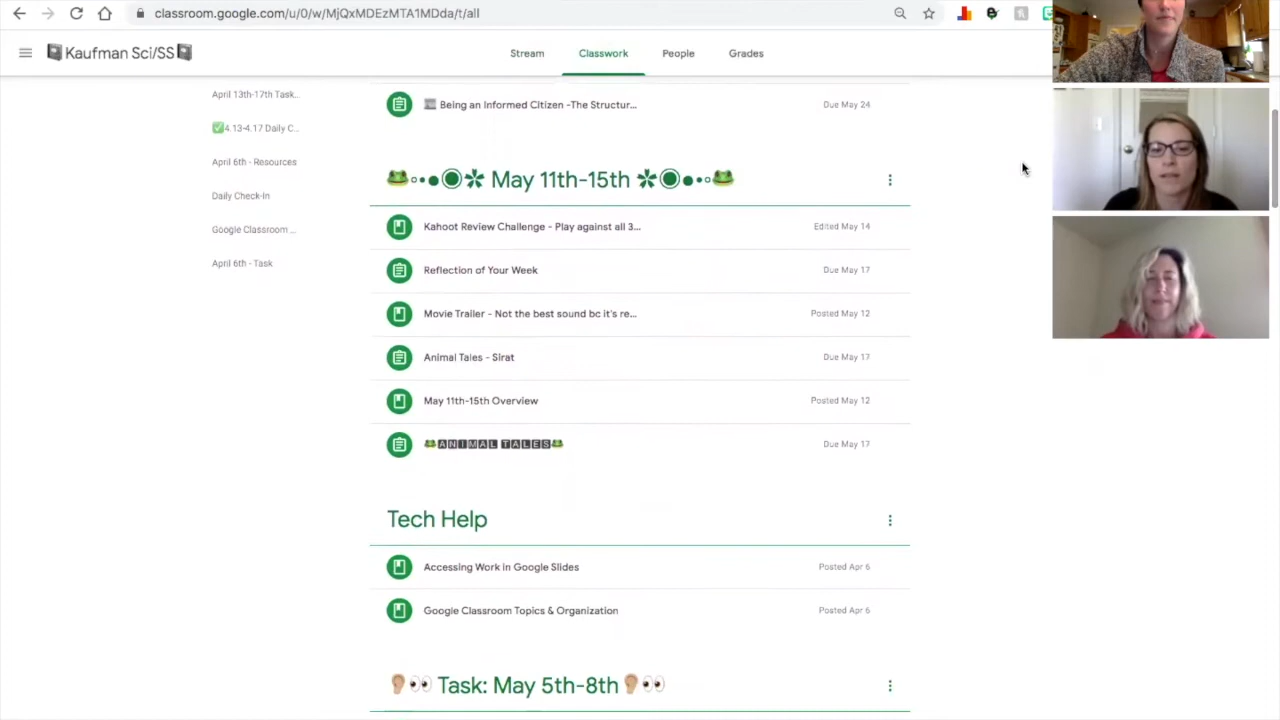 classroom.google.com/u/0/w/MjQxMDEzMTA1MDda/t/all
📓Kaufman Sci/SS📓
Stream
Classwork
People
Grades
April 13th-17th Task...
✅4.13-4.17 Daily C...
April 6th - Resources
Daily Check-In
Google Classroom ...
April 6th - Task
Being an Informed Citizen -The Structur... Due May 24
🐸▫•●◉✲ May 11th-15th ✲◉●•▫🐸
Kahoot Review Challenge - Play against all 3... Edited May 14
Reflection of Your Week Due May 17
Movie Trailer - Not the best sound bc it's re... Posted May 12
Animal Tales - Sirat Due May 17
May 11th-15th Overview Posted May 12
🐸🅰🅽🅸🅼🅰🅻 🆃🅰🅻🅴🆂🐸 Due May 17
Tech Help
Accessing Work in Google Slides Posted Apr 6
Google Classroom Topics & Organization Posted Apr 6
👂👀 Task: May 5th-8th 👂👀